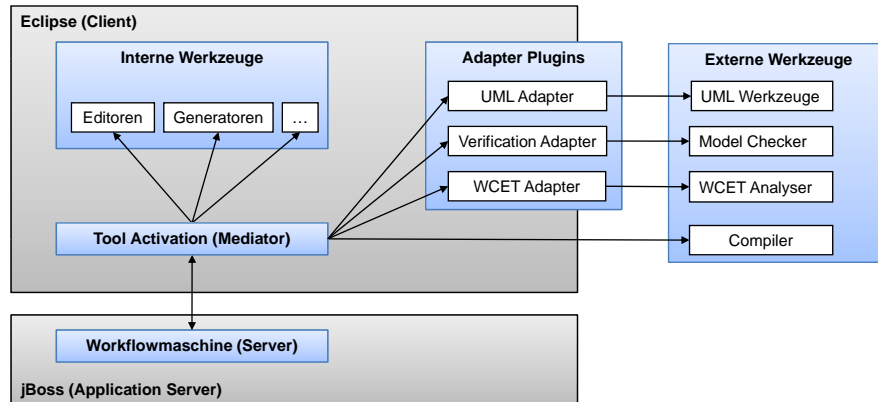 Eclipse (Client)
Interne Werkzeuge
Editoren
Generatoren
…
Adapter Plugins
UML Adapter
Verification Adapter
WCET Adapter
Externe Werkzeuge
UML Werkzeuge
Model Checker
WCET Analyser
Compiler
Tool Activation (Mediator)
Workflowmaschine (Server)
jBoss (Application Server)